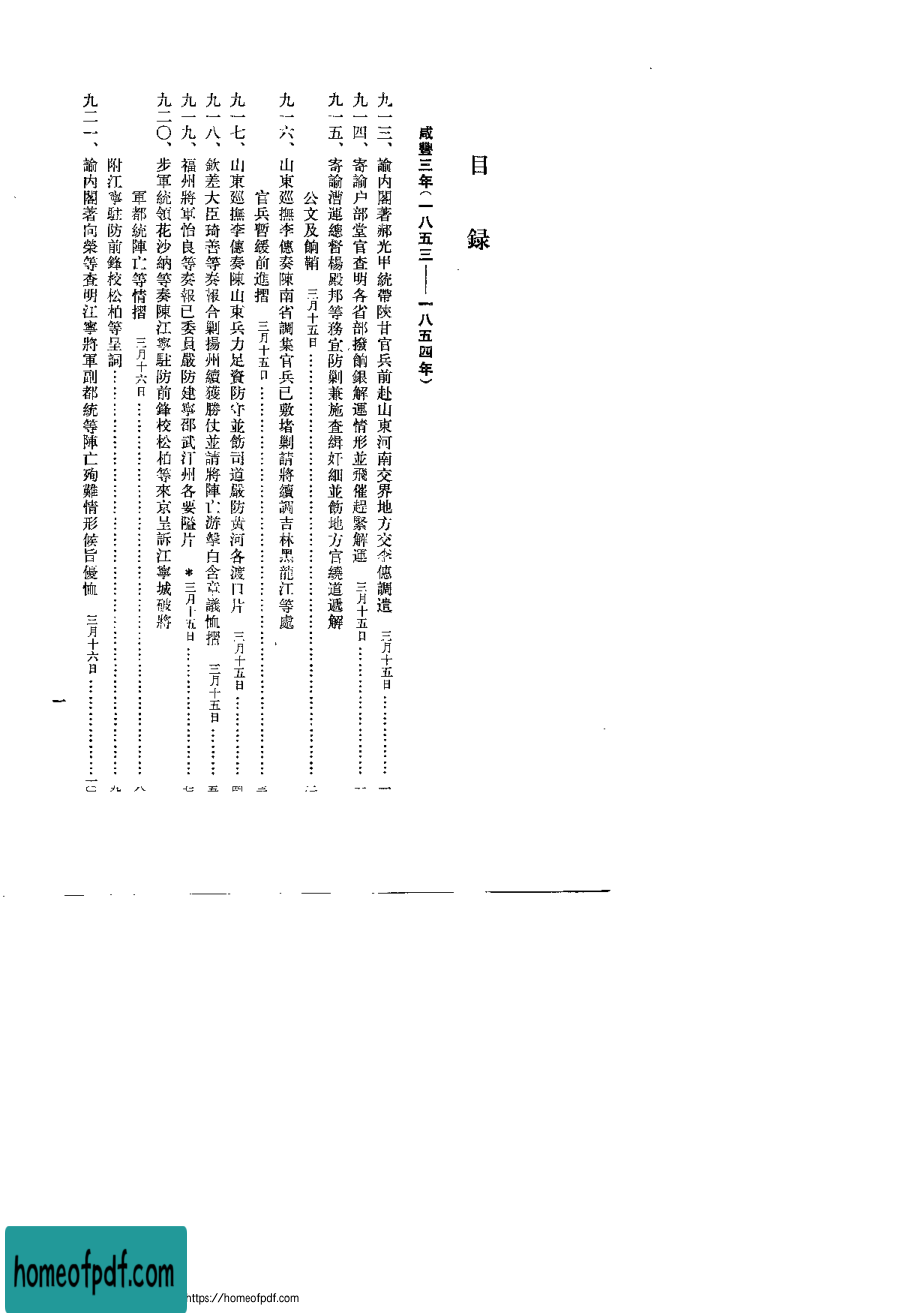 目錄
咸豐三年(一八五三——一八五四年)
九一三、諭內閣著郝光甲統帶陝甘官兵前赴山東河南交界地方交李僡調遣 三月十五日……一
九一四、寄諭户部堂官查明各省部撥餉銀解運情形並飛催趕緊解運 三月十五日……一
九一五、寄諭漕運總督楊殿邦等務宜防剿兼施查緝奸細並飭地方官繞道遞解
公文及餉鞘 三月十五日……二
九一六、山東巡撫李僡奏陳南省調集官兵已敷堵剿請將續調吉林黑龍江等處
官兵暫緩前進摺 三月十五日……三
九一七、山東巡撫李僡奏陳山東兵力足資防守並飭司道嚴防黄河各渡口片 三月十五日……四
九一八、欽差大臣琦善等奏報合剿揚州續獲勝仗並請將陣亡游擊白含章議恤摺 三月十五日……五
九一九、福州將軍怡良等奏報已委員嚴防建寧邵武汀州各要隘片 *三月十五日……七
九二〇、步軍統領花沙納等奏陳江寧駐防前鋒校松柏等來京呈訴江寧城破將
軍都統陣亡等情摺 三月十六日……八
附江寧駐防前鋒校松柏等呈詞……九
九二一、諭內閣著向榮等查明江寧將軍副都統等陣亡殉難情形候旨優恤 三月十六日……一〇
一
homeofpdf.com
https://homeofpdf.com